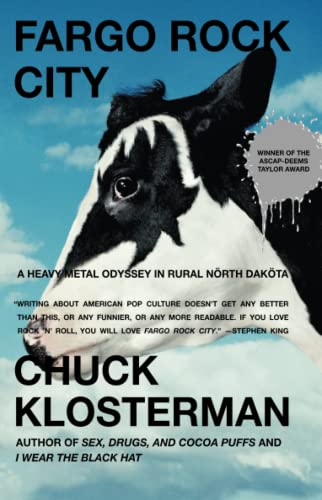 FARGO ROCK
CITY
WINNER OF THE
ASCAP-DEEMS
TAYLOR AWARD
A HEAVY METAL ODYSSEY IN RURAL NÖRTH DAKÖTA
"WRITING ABOUT AMERICAN POP CULTURE DOESN'T GET ANY BETTER
THAN THIS, OR ANY FUNNIER, OR ANY MORE READABLE. IF YOU LOVE
ROCK 'N' ROLL, YOU WILL LOVE FARGO ROCK CITY." —STEPHEN KING
CHUCK
KLOSTERMAN
AUTHOR OF SEX, DRUGS, AND COCOA PUFFS AND
I WEAR THE BLACK HAT